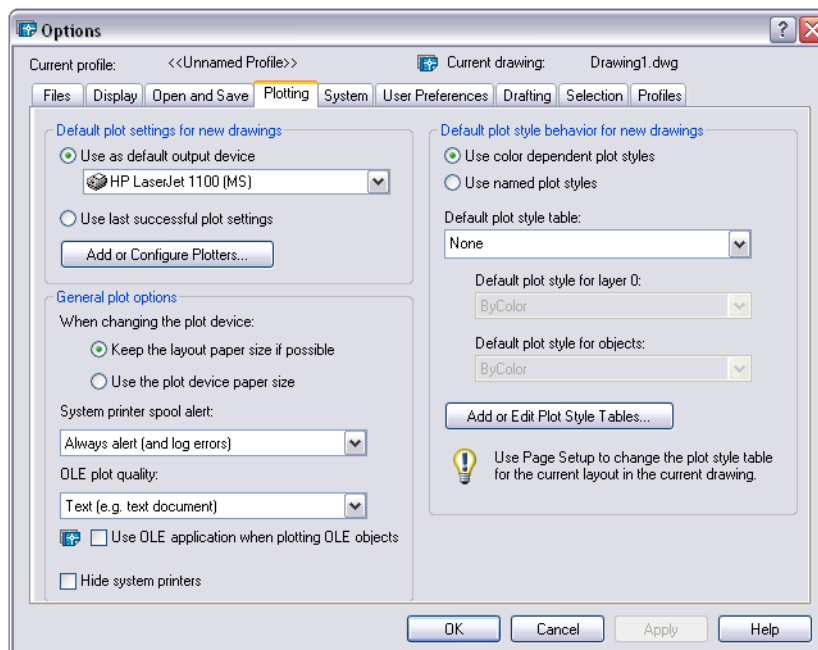 Options
Current profile: <<Unnamed Profile>> Current drawing: Drawing1.dwg
Files Display Open and Save Plotting System User Preferences Drafting Selection Profiles
Default plot settings for new drawings
Use as default output device
HP LaserJet 1100 (MS)
Use last successful plot settings
Add or Configure Plotters...
General plot options
When changing the plot device:
Keep the layout paper size if possible
Use the plot device paper size
System printer spool alert:
Always alert (and log errors)
OLE plot quality:
Text (e.g. text document)
Use OLE application when plotting OLE objects
Hide system printers
Default plot style behavior for new drawings
Use color dependent plot styles
Use named plot styles
Default plot style table:
None
Default plot style for layer 0:
ByColor
Default plot style for objects:
ByColor
Add or Edit Plot Style Tables...
Use Page Setup to change the plot style table
for the current layout in the current drawing.
OK Cancel Apply Help